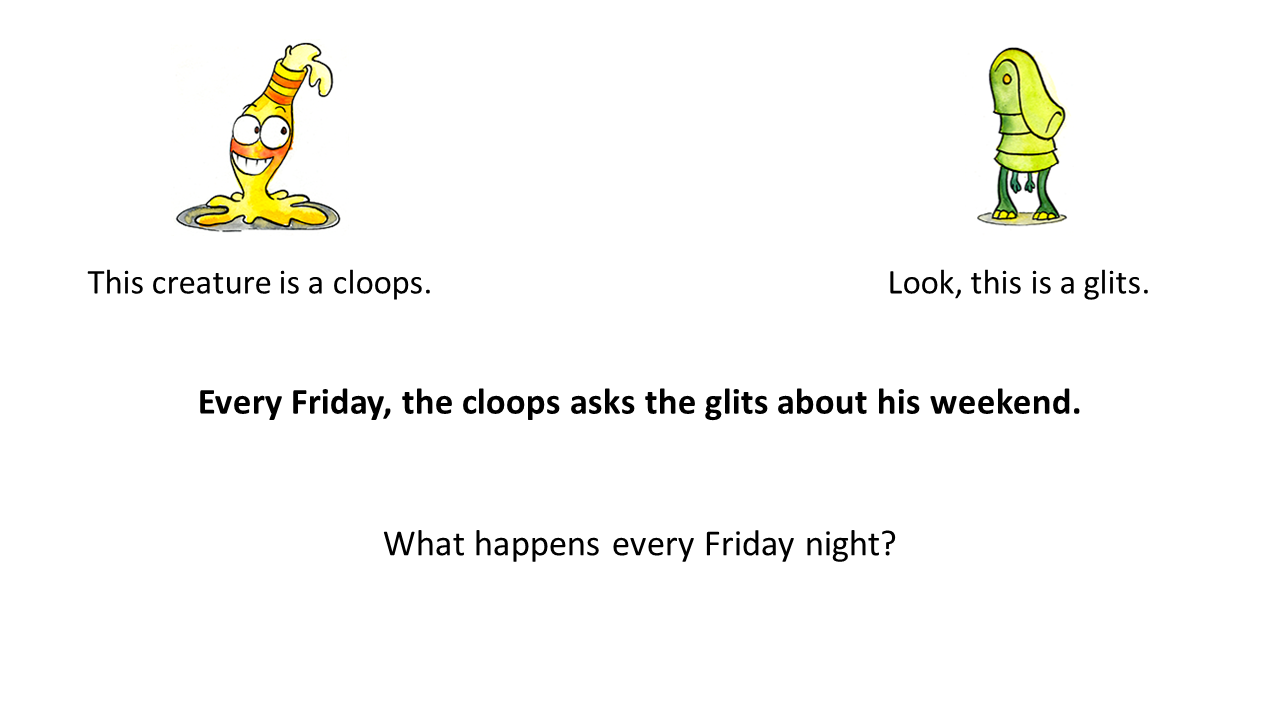 This creature is a cloops.
Look, this is a glits.
Every Friday, the cloops asks the glits about his weekend.
What happens every Friday night?